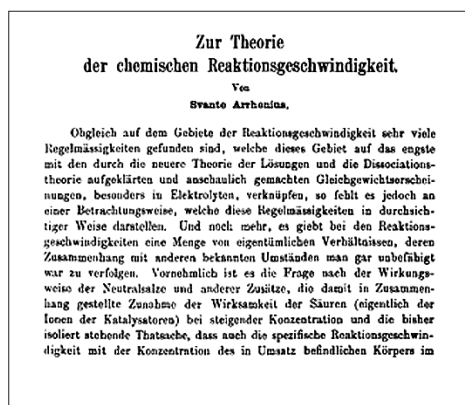 Zur Theorie
der chemischen Reaktionsgeschwindigkeit.
Von
Svante Arrhenius.
Obgleich auf dem Gebiete der Reaktionsgeschwindigkeit sehr viele
Regelmässigkeiten gefunden sind, welche dieses Gebiet auf das engste
mit den durch die neuere Theorie der Lösungen und die Dissociations-
theorie aufgeklärten und anschaulich gemachten Gleichgewichtserschei-
nungen, besonders in Elektrolyten, verknüpfen, so fehlt es jedoch an
einer Betrachtungsweise, welche diese Regelmässigkeiten in durchsich-
tiger Weise darstellen. Und noch mehr, es giebt bei den Reaktions-
geschwindigkeiten eine Menge von eigentümlichen Verhältnissen, deren
Zusammenhang mit anderen bekannten Umständen man gar unbefähigt
war zu verfolgen. Vornehmlich ist es die Frage nach der Wirkungs-
weise der Neutralsalze und anderer Zusätze, die damit in Zusammen-
hang gestellte Zunahme der Wirksamkeit der Säuren (eigentlich der
Ionen der Katalysatoren) bei steigender Konzentration und die bisher
isoliert stehende Thatsache, dass auch die spezifische Reaktionsgeschwin-
digkeit mit der Konzentration des in Umsatz befindlichen Körpers im